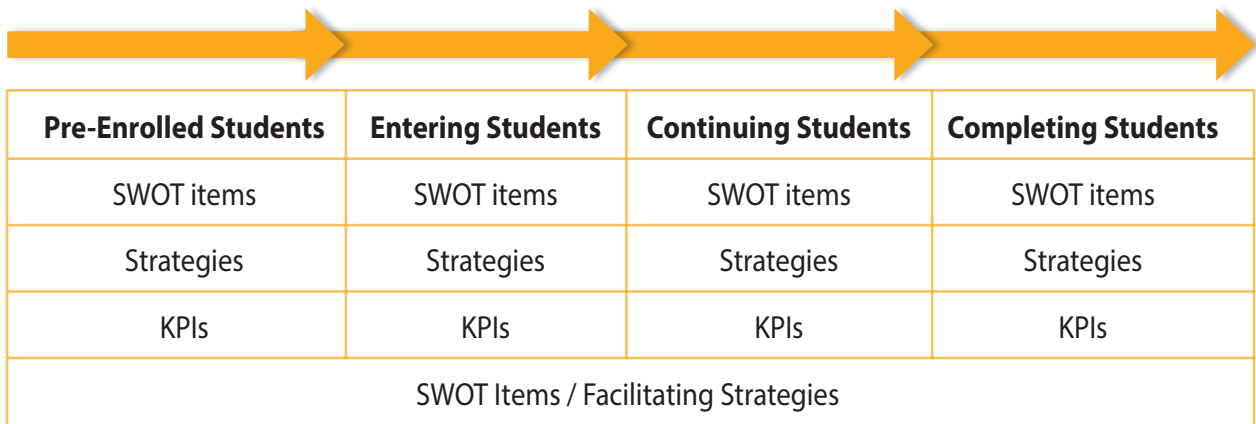 Pre-Enrolled Students Entering Students Continuing Students Completing Students
SWOT items SWOT items SWOT items SWOT items
Strategies Strategies Strategies Strategies
KPIs KPIs KPIs KPIs
SWOT Items / Facilitating Strategies